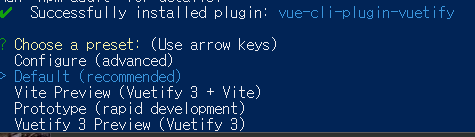 ✔ Successfully installed plugin: vue-cli-plugin-vuetify
? Choose a preset: (Use arrow keys)
Configure (advanced)
> Default (recommended)
Vite Preview (Vuetify 3 + Vite)
Prototype (rapid development)
Vuetify 3 Preview (Vuetify 3)